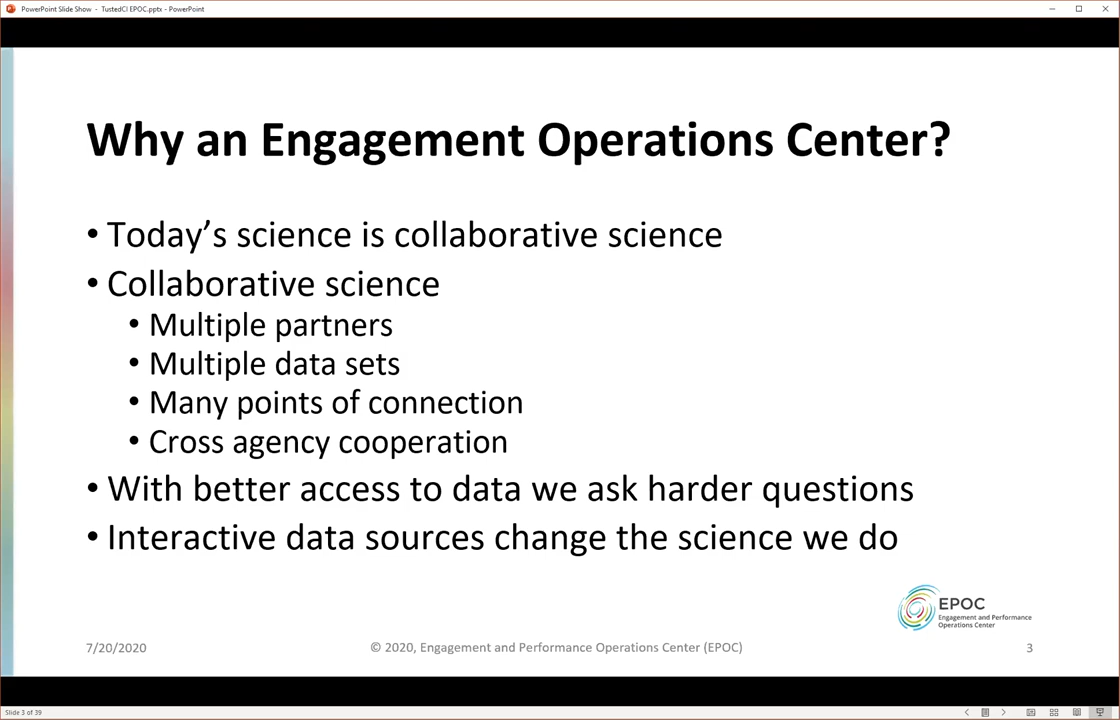 PowerPoint Slide Show - TustedCI EPOC.pptx - PowerPoint
Why an Engagement Operations Center?
• Today’s science is collaborative science
• Collaborative science
• Multiple partners
• Multiple data sets
• Many points of connection
• Cross agency cooperation
• With better access to data we ask harder questions
• Interactive data sources change the science we do
EPOC
Engagement and Performance
Operations Center
7/20/2020
© 2020, Engagement and Performance Operations Center (EPOC)
3
Slide 3 of 39